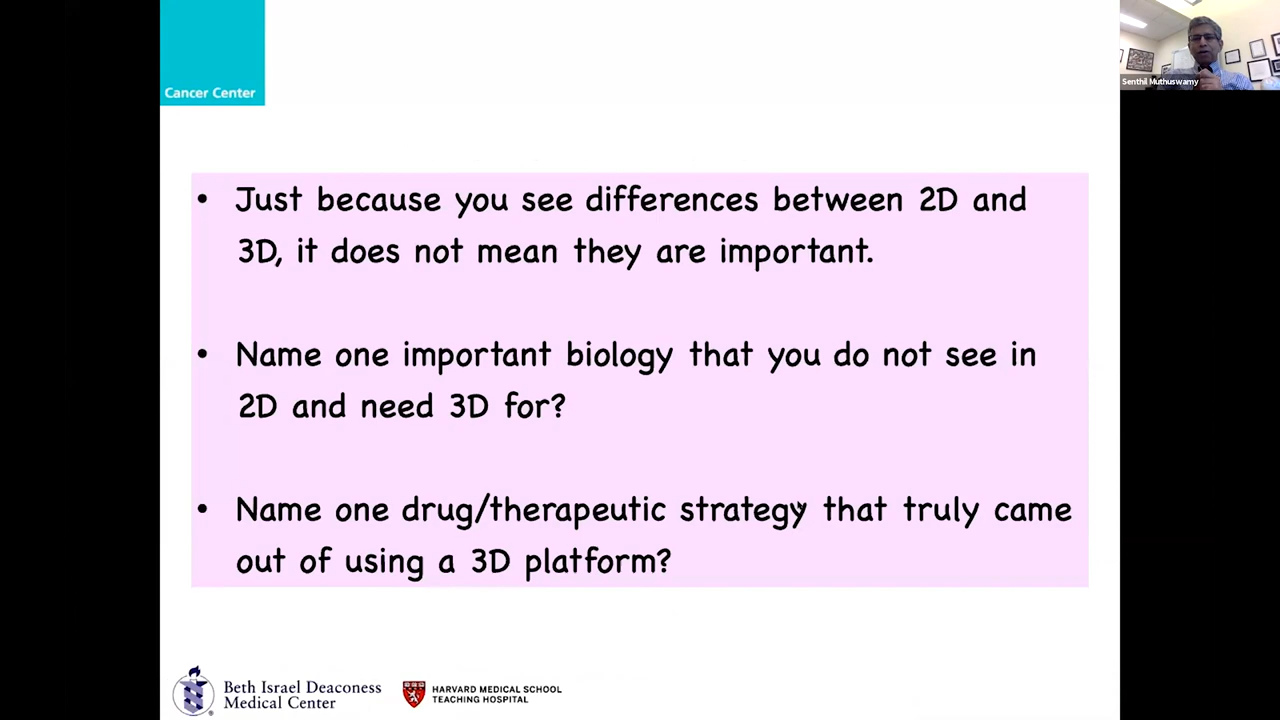 Cancer Center
Senthil Muthuswamy
• Just because you see differences between 2D and
3D, it does not mean they are important.
• Name one important biology that you do not see in
2D and need 3D for?
• Name one drug/therapeutic strategy that truly came
out of using a 3D platform?
Beth Israel Deaconess
Medical Center
HARVARD MEDICAL SCHOOL
TEACHING HOSPITAL